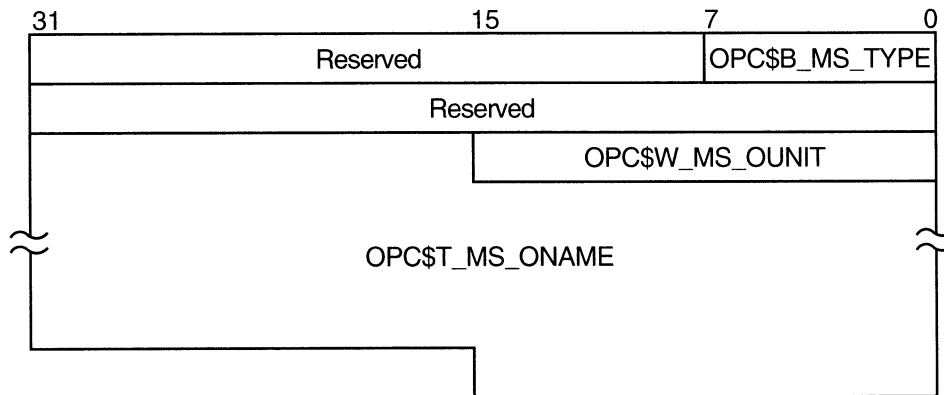 31 15 7 0
Reserved OPC$B_MS_TYPE
Reserved
OPC$W_MS_OUNIT
OPC$T_MS_ONAME